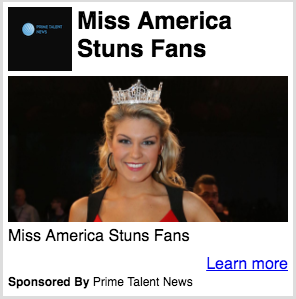 PRIME TALENT
NEWS
Miss America
Stuns Fans
Miss America Stuns Fans
Learn more
Sponsored By Prime Talent News